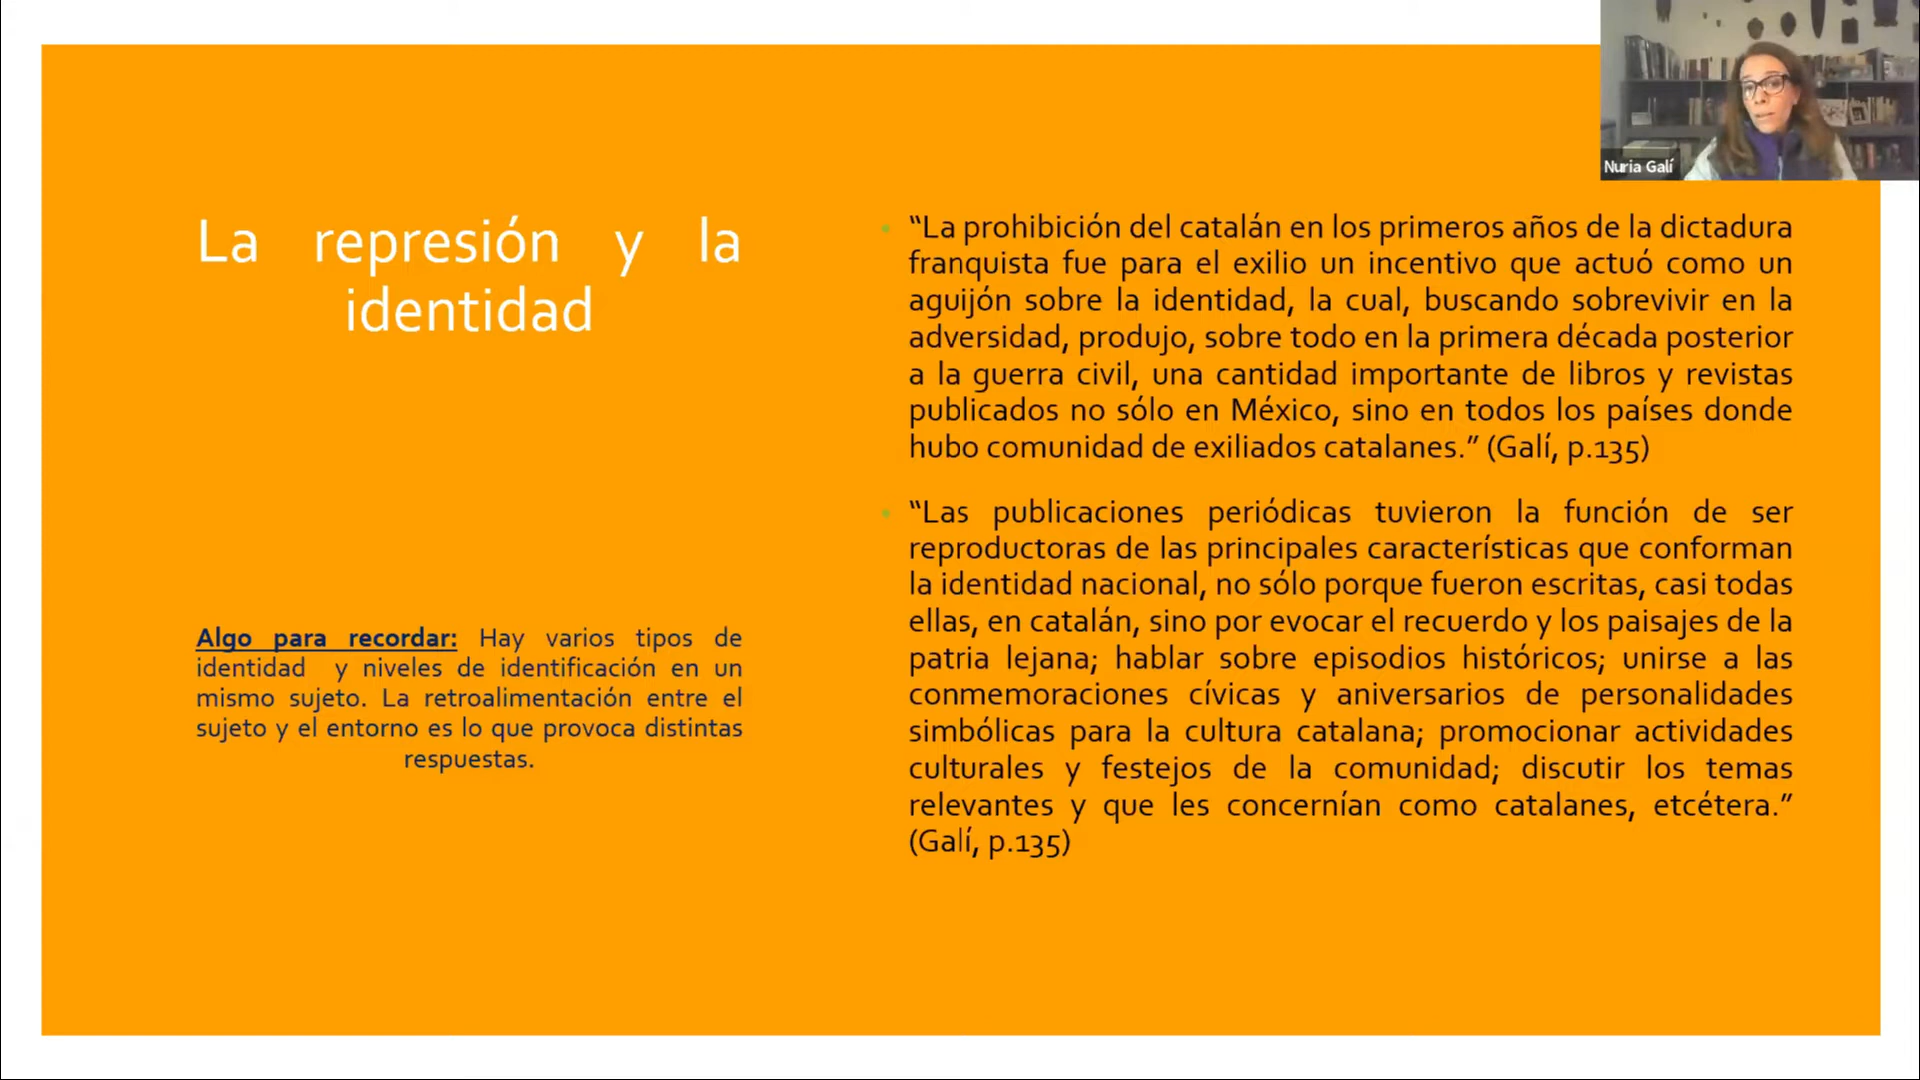 Nuria Galí
La represión y la
identidad
Algo para recordar: Hay varios tipos de
identidad y niveles de identificación en un
mismo sujeto. La retroalimentación entre el
sujeto y el entorno es lo que provoca distintas
respuestas.
“La prohibición del catalán en los primeros años de la dictadura
franquista fue para el exilio un incentivo que actuó como un
aguijón sobre la identidad, la cual, buscando sobrevivir en la
adversidad, produjo, sobre todo en la primera década posterior
a la guerra civil, una cantidad importante de libros y revistas
publicados no sólo en México, sino en todos los países donde
hubo comunidad de exiliados catalanes.” (Galí, p.135)
“Las publicaciones periódicas tuvieron la función de ser
reproductoras de las principales características que conforman
la identidad nacional, no sólo porque fueron escritas, casi todas
ellas, en catalán, sino por evocar el recuerdo y los paisajes de la
patria lejana; hablar sobre episodios históricos; unirse a las
conmemoraciones cívicas y aniversarios de personalidades
simbólicas para la cultura catalana; promocionar actividades
culturales y festejos de la comunidad; discutir los temas
relevantes y que les concernían como catalanes, etcétera.”
(Galí, p.135)